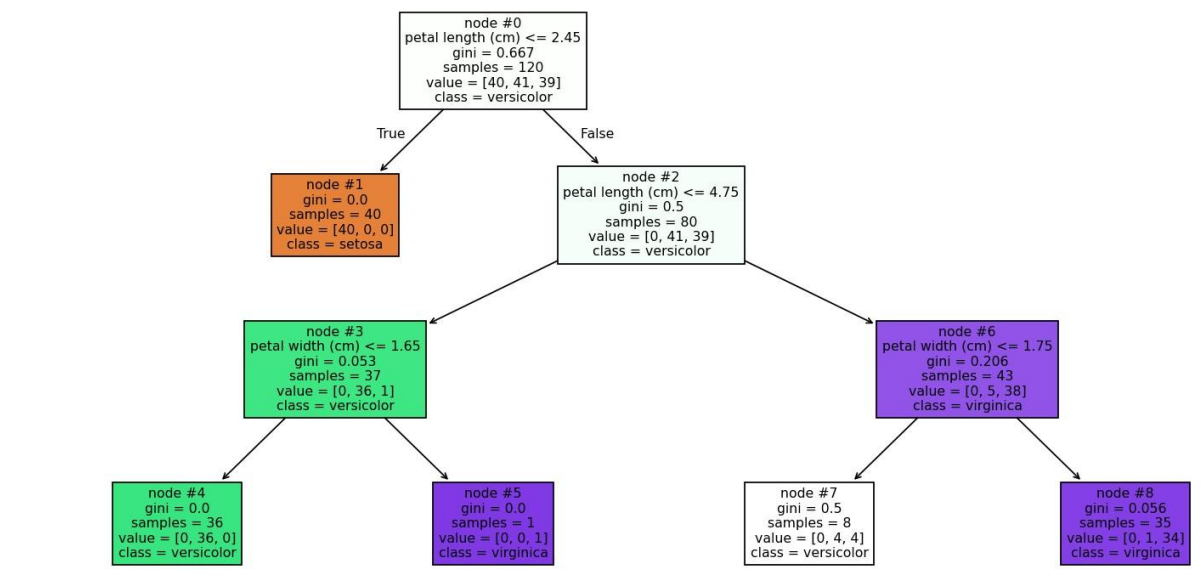 node #0
petal length (cm) <= 2.45
gini = 0.667
samples = 120
value = [40, 41, 39]
class = versicolor
True
False
node #1
gini = 0.0
samples = 40
value = [40, 0, 0]
class = setosa
node #2
petal length (cm) <= 4.75
gini = 0.5
samples = 80
value = [0, 41, 39]
class = versicolor
node #3
petal width (cm) <= 1.65
gini = 0.053
samples = 37
value = [0, 36, 1]
class = versicolor
node #6
petal width (cm) <= 1.75
gini = 0.206
samples = 43
value = [0, 5, 38]
class = virginica
node #4
gini = 0.0
samples = 36
value = [0, 36, 0]
class = versicolor
node #5
gini = 0.0
samples = 1
value = [0, 0, 1]
class = virginica
node #7
gini = 0.5
samples = 8
value = [0, 4, 4]
class = versicolor
node #8
gini = 0.056
samples = 35
value = [0, 1, 34]
class = virginica